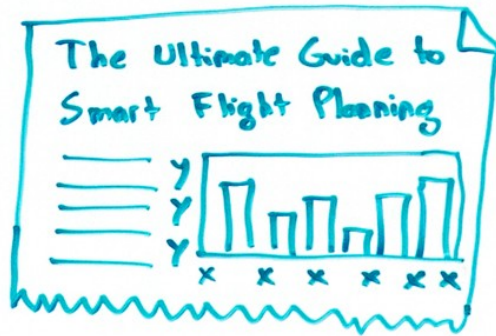 The Ultimate Guide to
Smart Flight Planning
y
y
y
x x x x x x